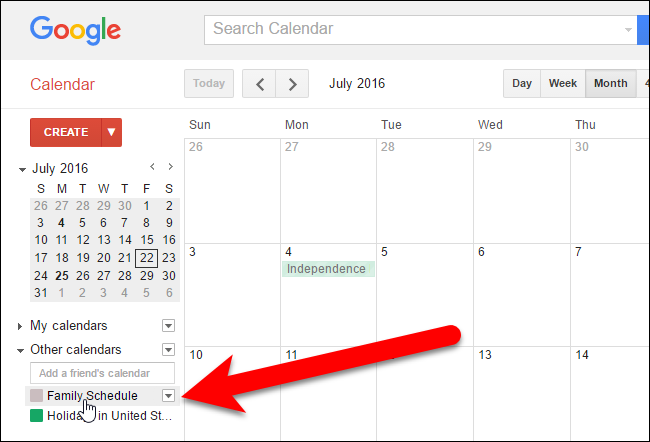 Google
Search Calendar
Calendar
Today
July 2016
Day Week Month 4
CREATE
July 2016
S M T W T F S
26 27 28 29 30 1 2
3 4 5 6 7 8 9
10 11 12 13 14 15 16
17 18 19 20 21 22 23
24 25 26 27 28 29 30
31 1 2 3 4 5 6
My calendars
Other calendars
Add a friend's calendar
Family Schedule
Holidays in United St...
Sun Mon Tue Wed Thu
26 27 28 29 30
3 4 5 6 7
Independence
10 11 13 14